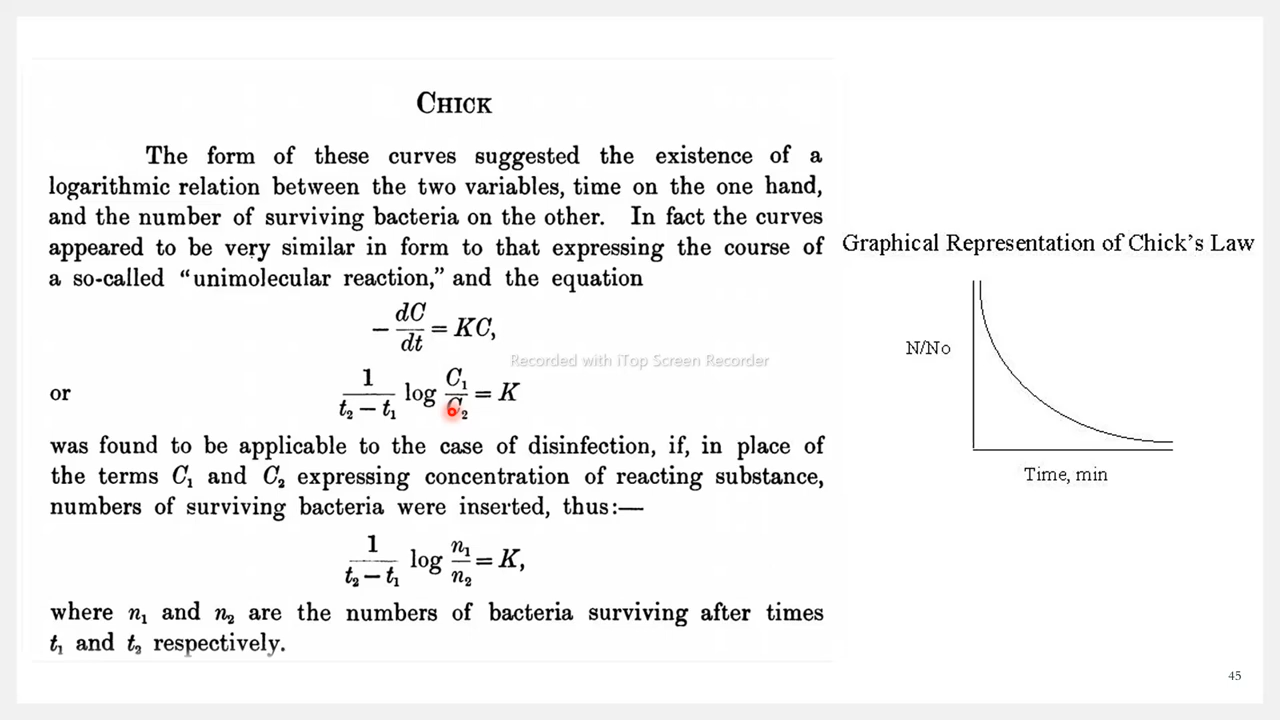 CHICK
The form of these curves suggested the existence of a
logarithmic relation between the two variables, time on the one hand,
and the number of surviving bacteria on the other. In fact the curves
appeared to be very similar in form to that expressing the course of
a so-called “unimolecular reaction,” and the equation
− dC/dt = KC,
or 1/(t₂ − t₁) log C₁/C₂ = K
was found to be applicable to the case of disinfection, if, in place of
the terms C₁ and C₂ expressing concentration of reacting substance,
numbers of surviving bacteria were inserted, thus:—
1/(t₂ − t₁) log n₁/n₂ = K,
where n₁ and n₂ are the numbers of bacteria surviving after times
t₁ and t₂ respectively.
Recorded with iTop Screen Recorder
Graphical Representation of Chick's Law
N/No
Time, min
45